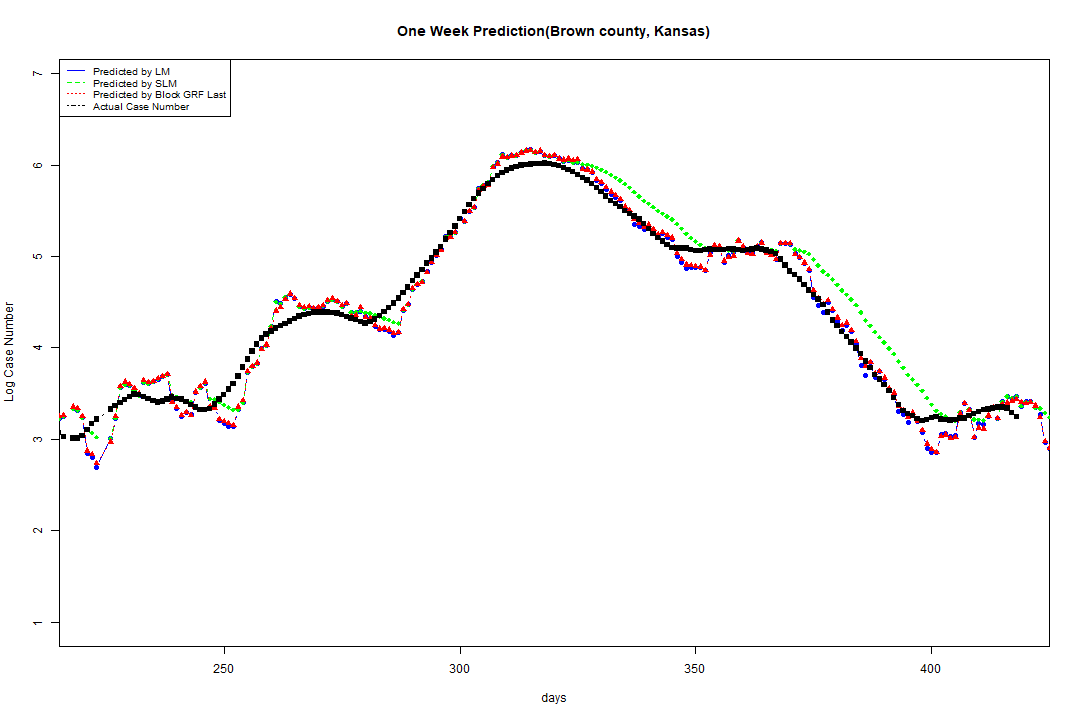 One Week Prediction(Brown county, Kansas)
Predicted by LM
Predicted by SLM
Predicted by Block GRF Last
Actual Case Number
7
6
5
4
3
2
1
Log Case Number
250 300 350 400
days